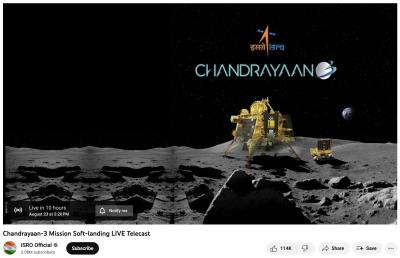 इसरो isro
CHANDRAYAAN 3
Live in 10 hours
August 23 at 5:20 PM
Notify me
Chandrayaan-3 Mission Soft-landing LIVE Telecast
ISRO Official
Subscribe
114K
Share
Save